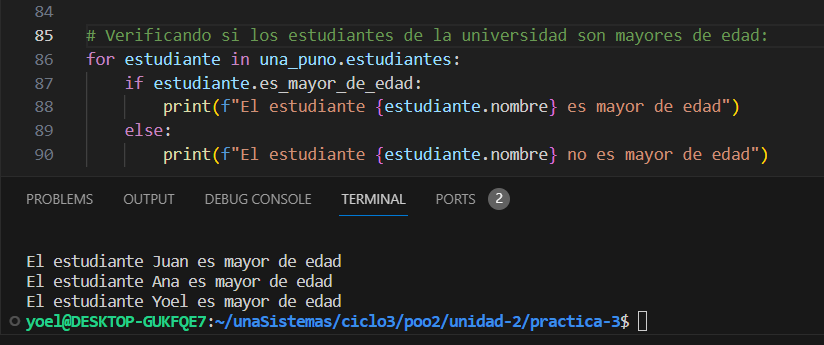 84
85 # Verificando si los estudiantes de la universidad son mayores de edad:
86 for estudiante in una_puno.estudiantes:
87     if estudiante.es_mayor_de_edad:
88         print(f"El estudiante {estudiante.nombre} es mayor de edad")
89     else:
90         print(f"El estudiante {estudiante.nombre} no es mayor de edad")
PROBLEMS OUTPUT DEBUG CONSOLE TERMINAL PORTS 2
El estudiante Juan es mayor de edad
El estudiante Ana es mayor de edad
El estudiante Yoel es mayor de edad
yoel@DESKTOP-GUKFQE7:~/unaSistemas/ciclo3/poo2/unidad-2/practica-3$